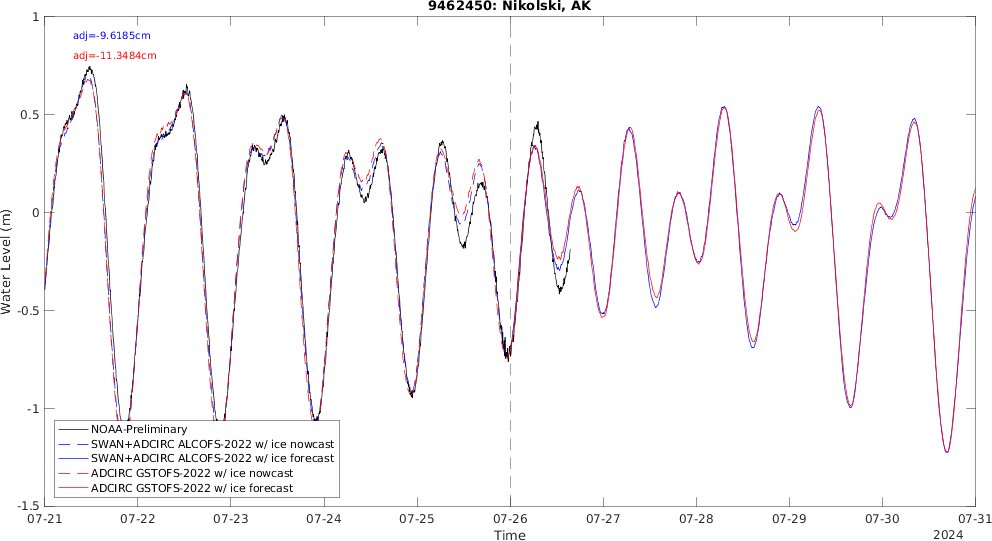 9462450: Nikolski, AK
adj=-9.6185cm
adj=-11.3484cm
1
0.5
0
-0.5
-1
-1.5
Water Level (m)
NOAA-Preliminary
SWAN+ADCIRC ALCOFS-2022 w/ ice nowcast
SWAN+ADCIRC ALCOFS-2022 w/ ice forecast
ADCIRC GSTOFS-2022 w/ ice nowcast
ADCIRC GSTOFS-2022 w/ ice forecast
07-21 07-22 07-23 07-24 07-25 07-26 07-27 07-28 07-29 07-30 07-31
Time
2024